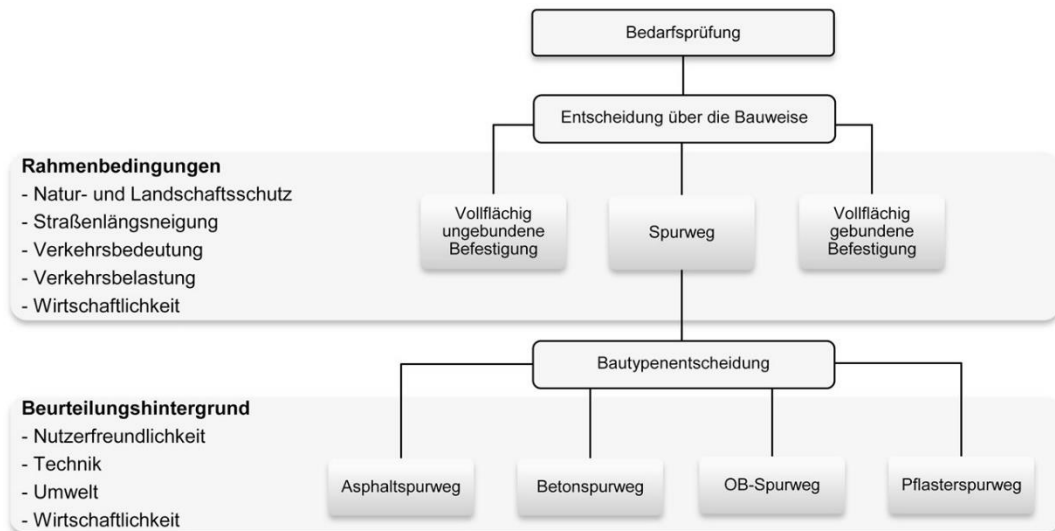 Bedarfsprüfung
Entscheidung über die Bauweise
Rahmenbedingungen
- Natur- und Landschaftsschutz
- Straßenlängsneigung
- Verkehrsbedeutung
- Verkehrsbelastung
- Wirtschaftlichkeit
Vollflächig
ungebundene
Befestigung
Spurweg
Vollflächig
gebundene
Befestigung
Bautypenentscheidung
Beurteilungshintergrund
- Nutzerfreundlichkeit
- Technik
- Umwelt
- Wirtschaftlichkeit
Asphaltspurweg
Betonspurweg
OB-Spurweg
Pflasterspurweg